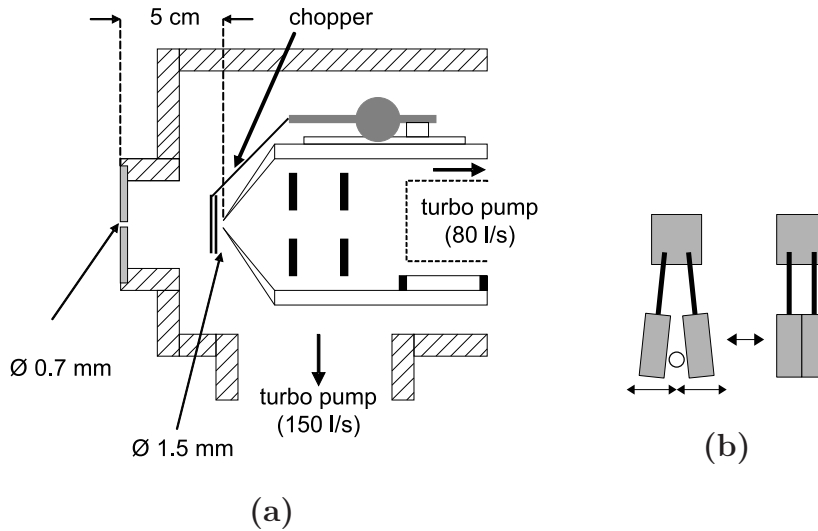 5 cm
chopper
turbo pump
(80 l/s)
Ø 0.7 mm
turbo pump
(150 l/s)
Ø 1.5 mm
(a)
(b)